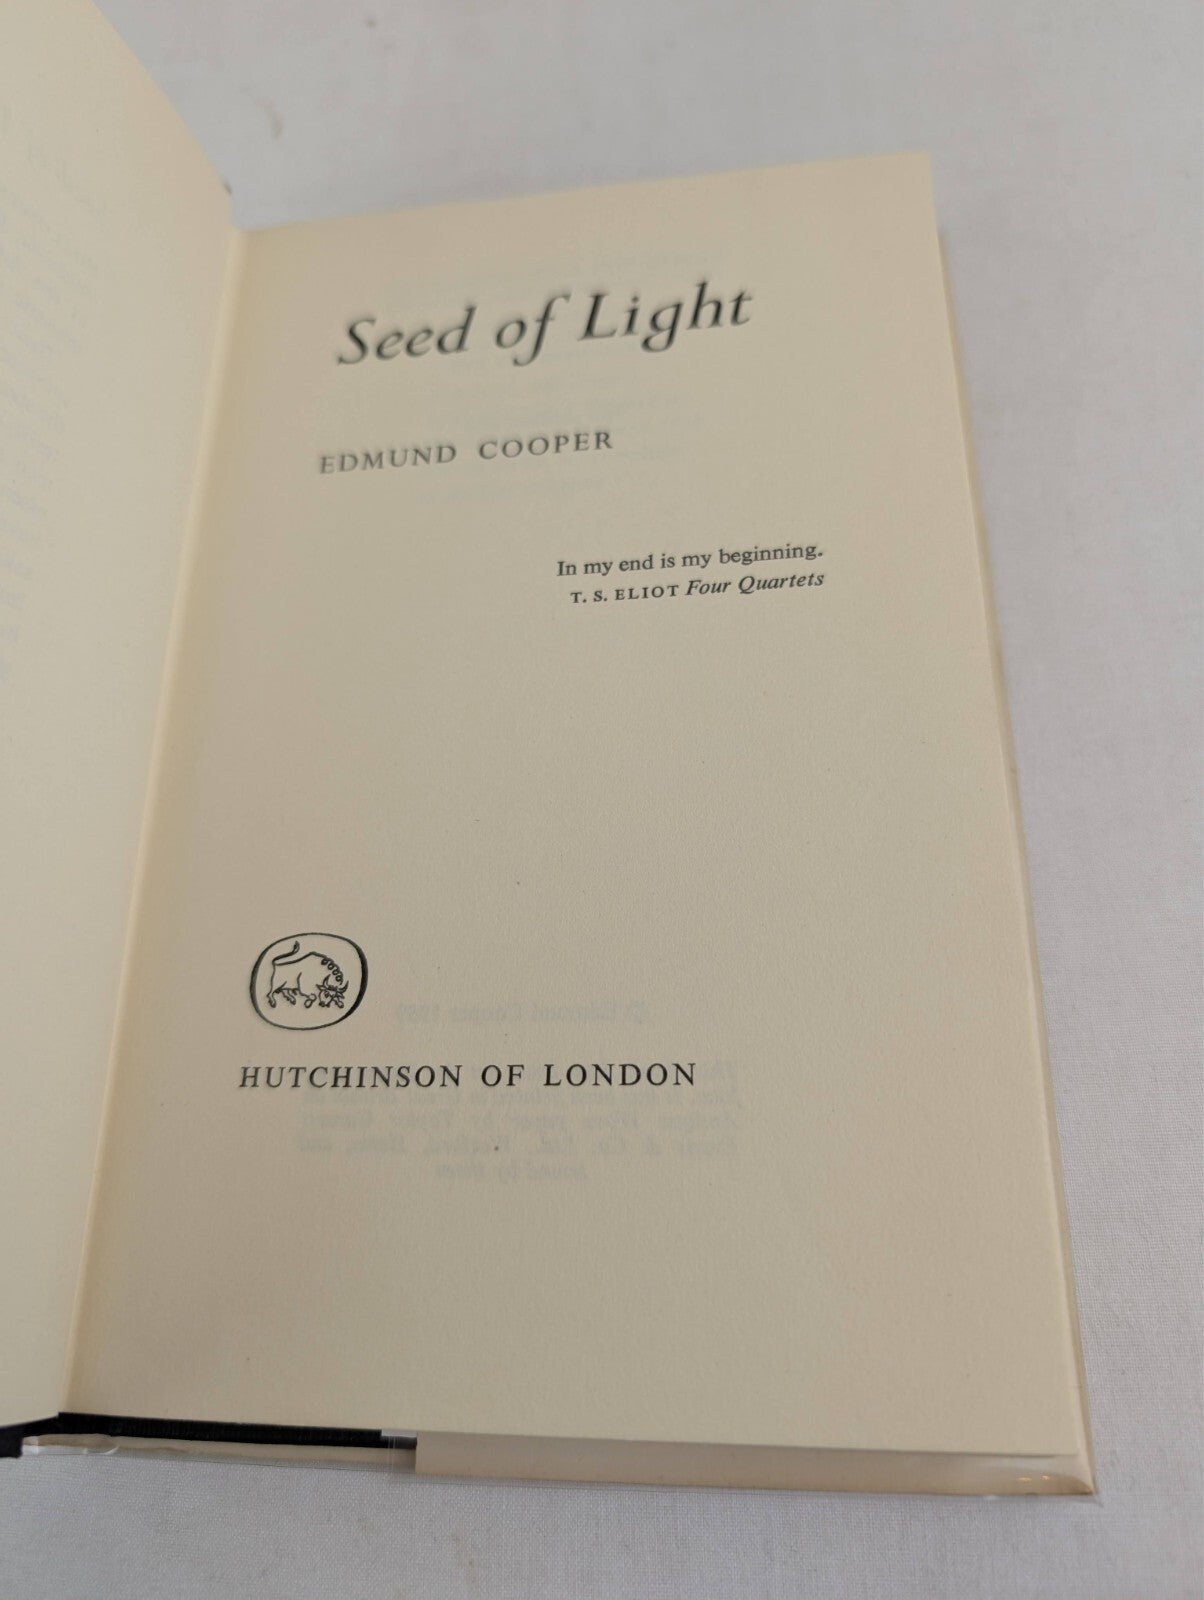 Seed of Light
EDMUND COOPER
In my end is my beginning.
T. S. ELIOT Four Quartets
HUTCHINSON OF LONDON